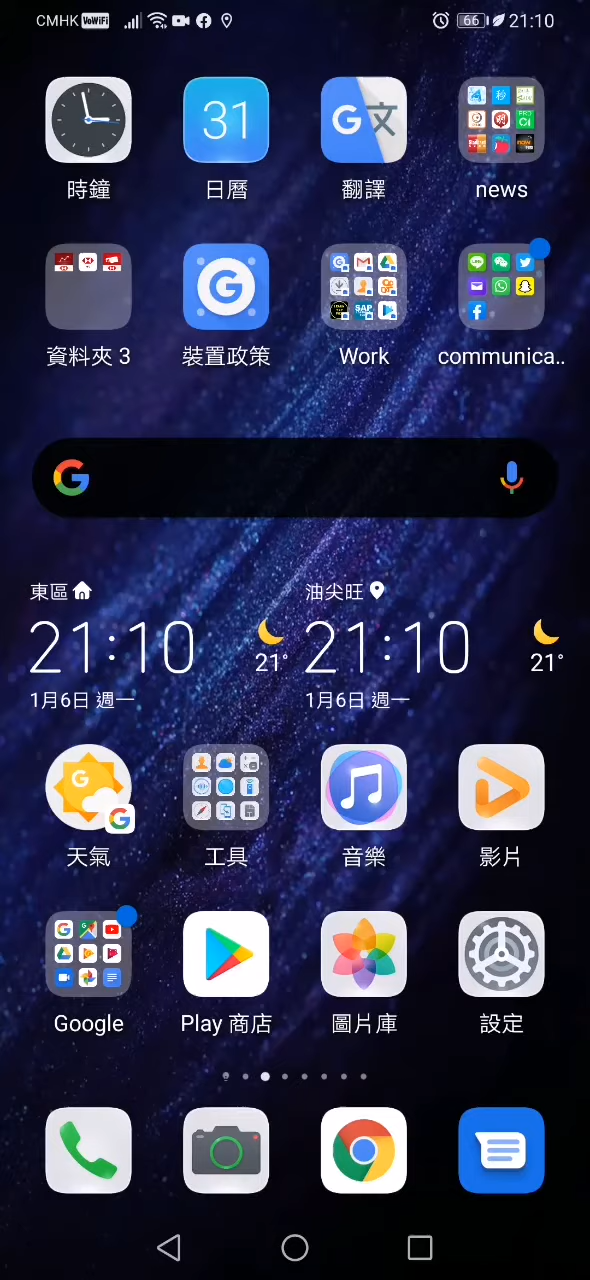 CMHK VoWiFi 66 21:10
31
G 文
時鐘 日曆 翻譯 news
資料夾 3 裝置政策 Work communica..
東區 油尖旺
21:10 21° 21:10 21°
1月6日 週一 1月6日 週一
天氣 工具 音樂 影片
Google Play 商店 圖片庫 設定